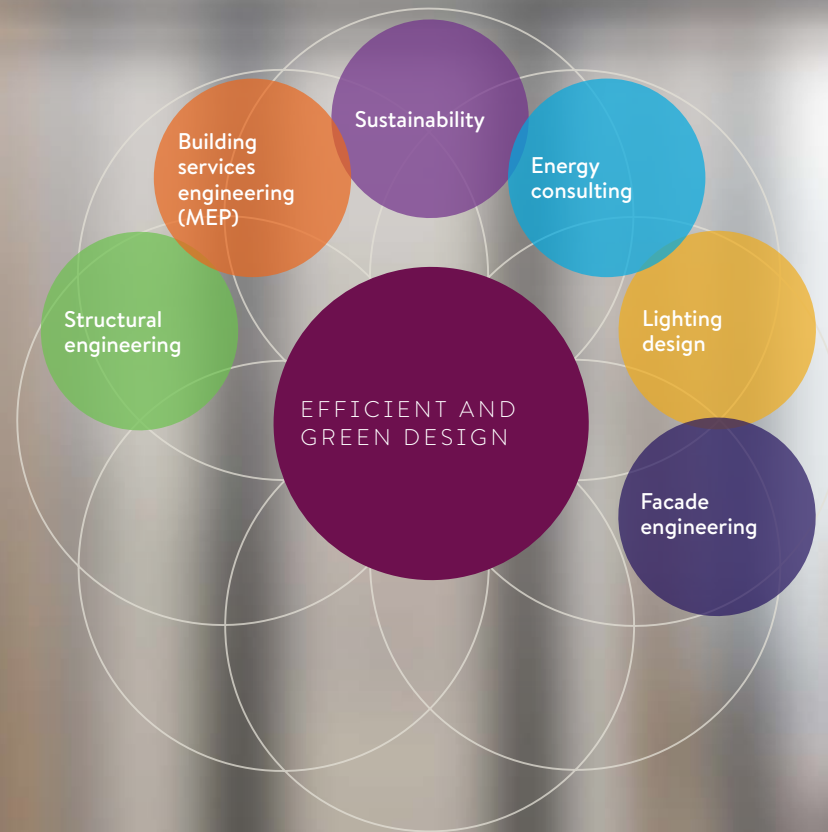 Sustainability
Building
services
engineering
(MEP)
Energy
consulting
Structural
engineering
Lighting
design
EFFICIENT AND
GREEN DESIGN
Facade
engineering